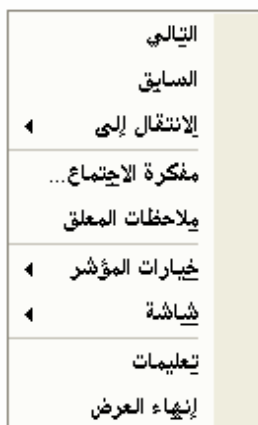 التالي
السابق
الانتقال إلى
مفكرة الاجتماع...
ملاحظات المعلق
خيارات المؤشر
شاشة
تعليمات
إنهاء العرض